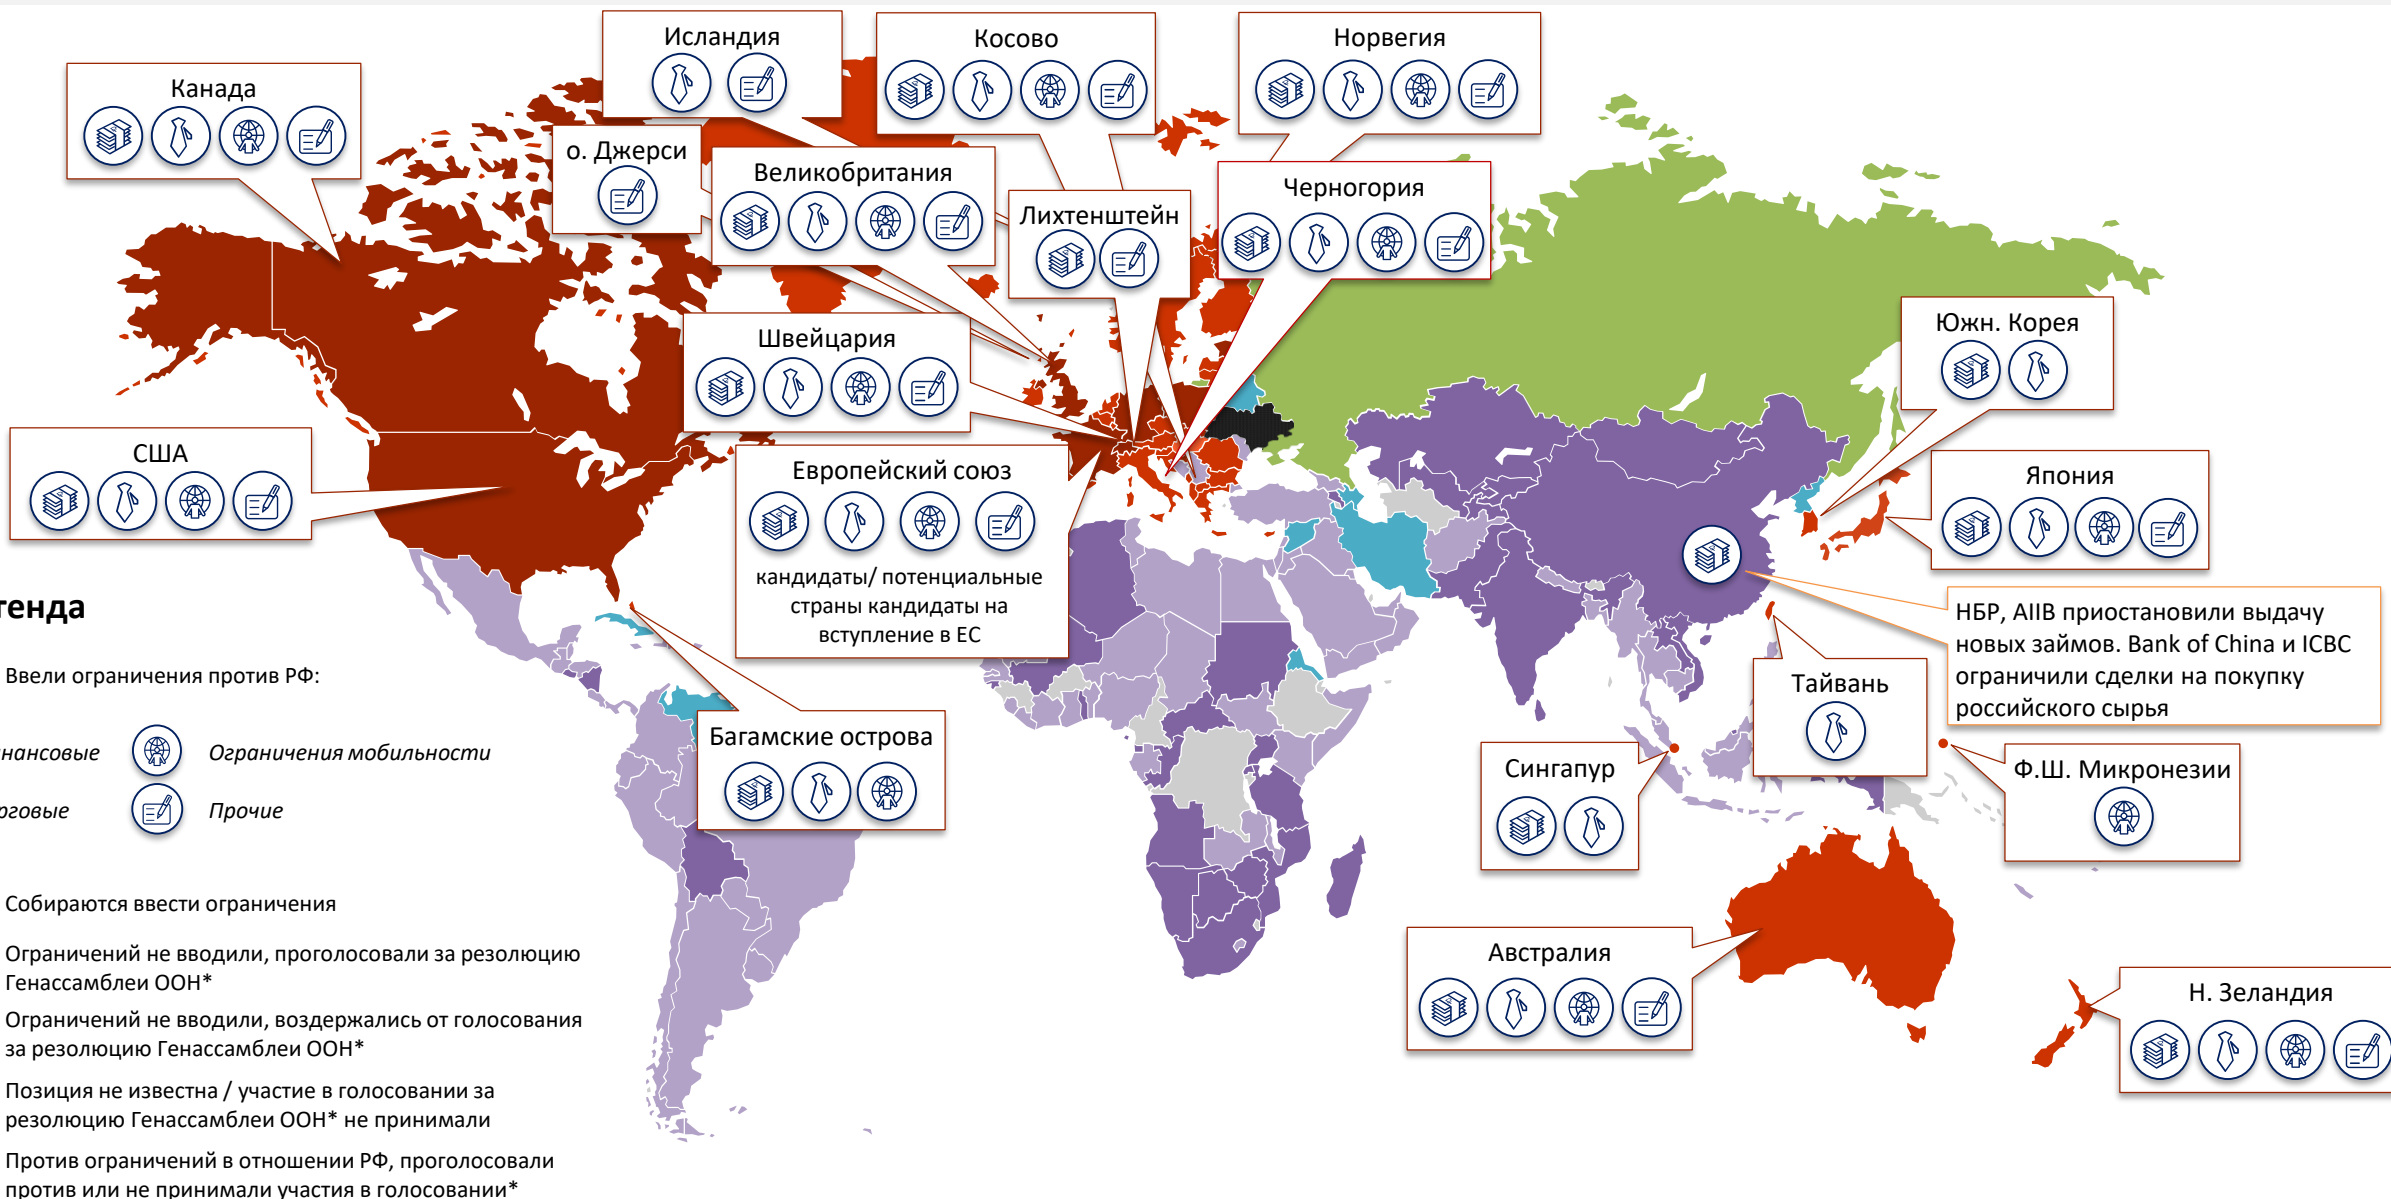 Исландия
Косово
Норвегия
Канада
о. Джерси
Великобритания
Лихтенштейн
Черногория
Швейцария
Южн. Корея
США
Европейский союз
кандидаты/ потенциальные
страны кандидаты на
вступление в ЕС
Япония
НБР, AIIB приостановили выдачу
новых займов. Bank of China и ICBC
ограничили сделки на покупку
российского сырья
Тайвань
Багамские острова
Сингапур
Ф.Ш. Микронезии
Австралия
Н. Зеландия
генда
Ввели ограничения против РФ:
нансовые
Ограничения мобильности
рговые
Прочие
Собираются ввести ограничения
Ограничений не вводили, проголосовали за резолюцию
Генассамблеи ООН*
Ограничений не вводили, воздержались от голосования
за резолюцию Генассамблеи ООН*
Позиция не известна / участие в голосовании за
резолюцию Генассамблеи ООН* не принимали
Против ограничений в отношении РФ, проголосовали
против или не принимали участия в голосовании*